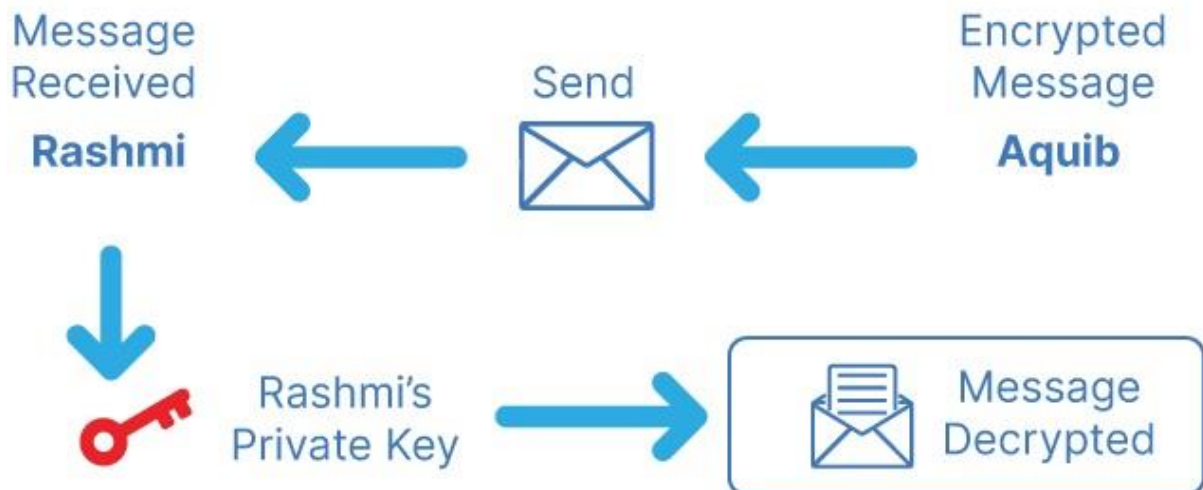 Message
Received
Rashmi
Send
Encrypted
Message
Aquib
Rashmi’s
Private Key
Message
Decrypted